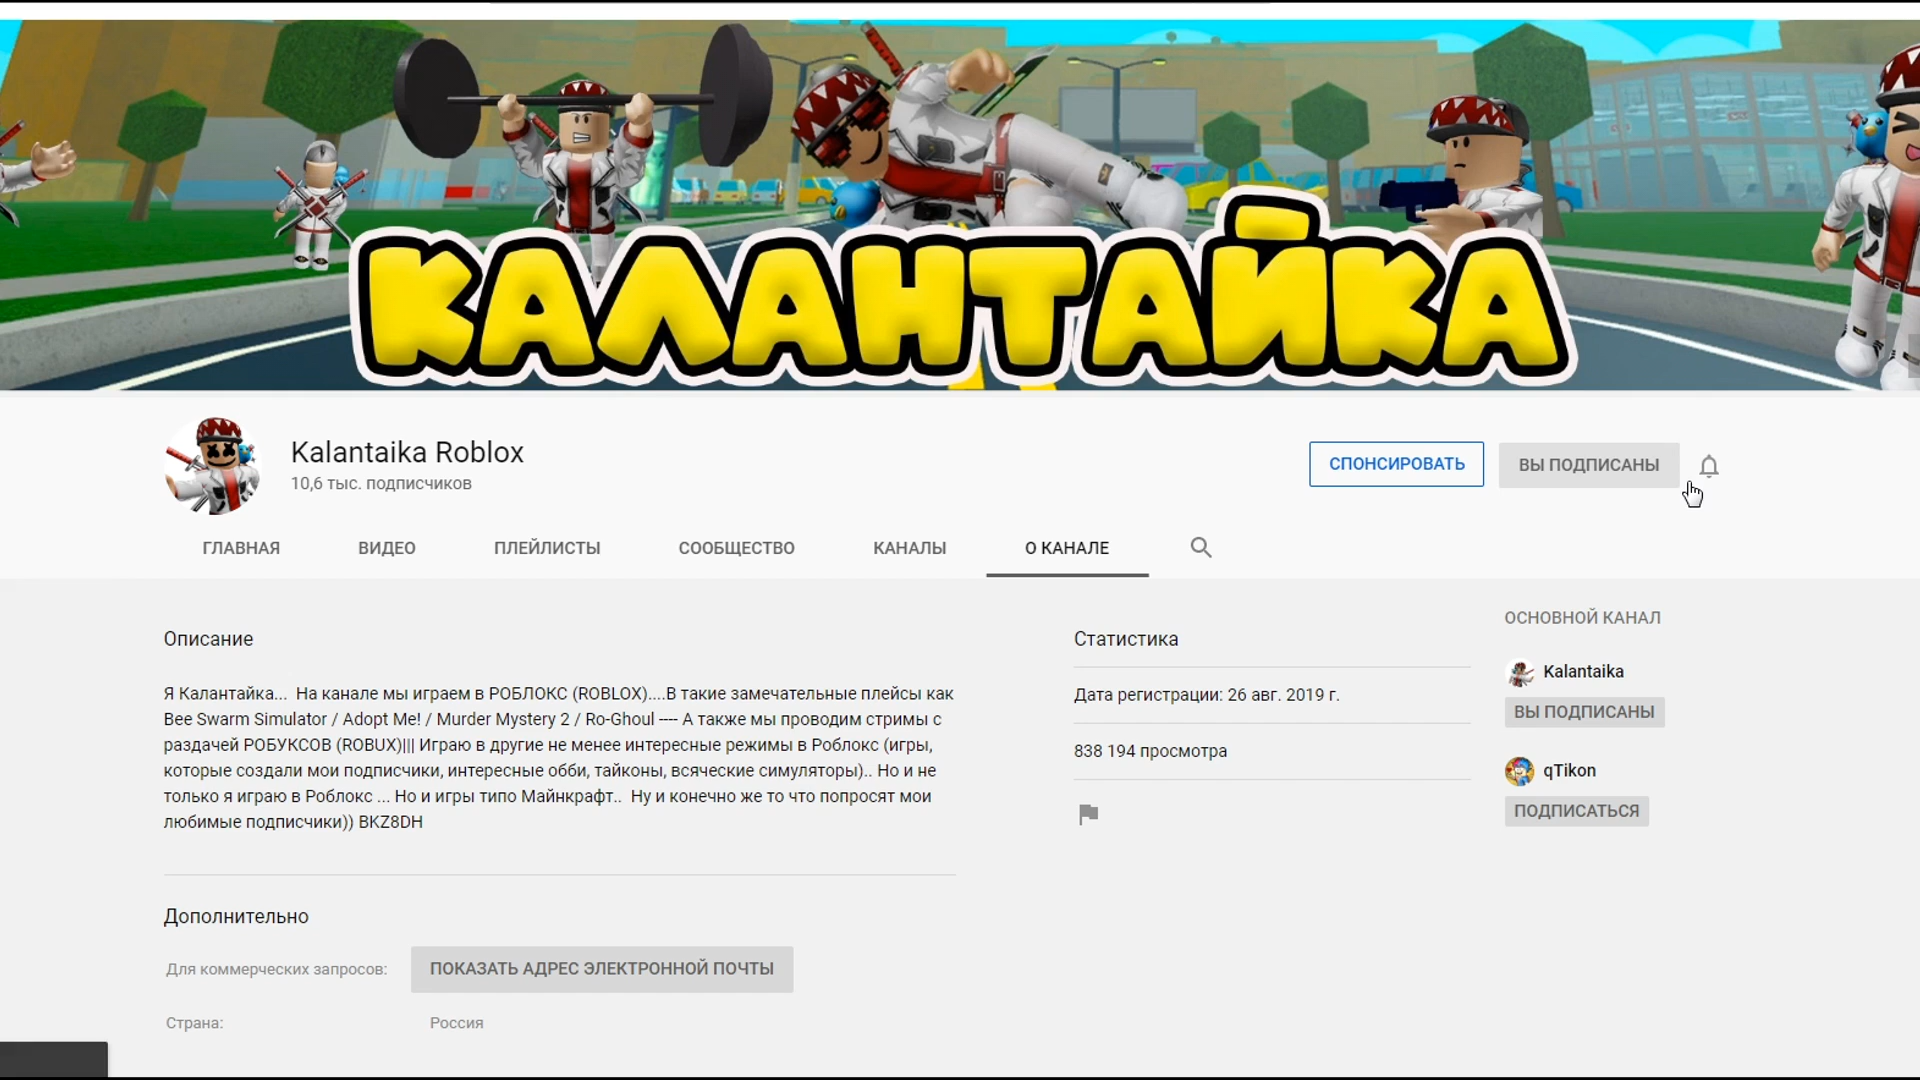 КАЛАНТАЙКА
Kalantaika Roblox
10,6 тыс. подписчиков
СПОНСИРОВАТЬ
ВЫ ПОДПИСАНЫ
ГЛАВНАЯ
ВИДЕО
ПЛЕЙЛИСТЫ
СООБЩЕСТВО
КАНАЛЫ
О КАНАЛЕ
Описание
Я Калантайка... На канале мы играем в РОБЛОКС (ROBLOX)....В такие замечательные плейсы как
Bee Swarm Simulator / Adopt Me! / Murder Mystery 2 / Ro-Ghoul ---- А также мы проводим стримы с
раздачей РОБУКСОВ (ROBUX)||| Играю в другие не менее интересные режимы в Роблокс (игры,
которые создали мои подписчики, интересные обби, тайконы, всяческие симуляторы).. Но и не
только я играю в Роблокс ... Но и игры типо Майнкрафт.. Ну и конечно же то что попросят мои
любимые подписчики)) BKZ8DH
Дополнительно
Для коммерческих запросов:
ПОКАЗАТЬ АДРЕС ЭЛЕКТРОННОЙ ПОЧТЫ
Страна:
Россия
Статистика
Дата регистрации: 26 авг. 2019 г.
838 194 просмотра
ОСНОВНОЙ КАНАЛ
Kalantaika
ВЫ ПОДПИСАНЫ
qTikon
ПОДПИСАТЬСЯ